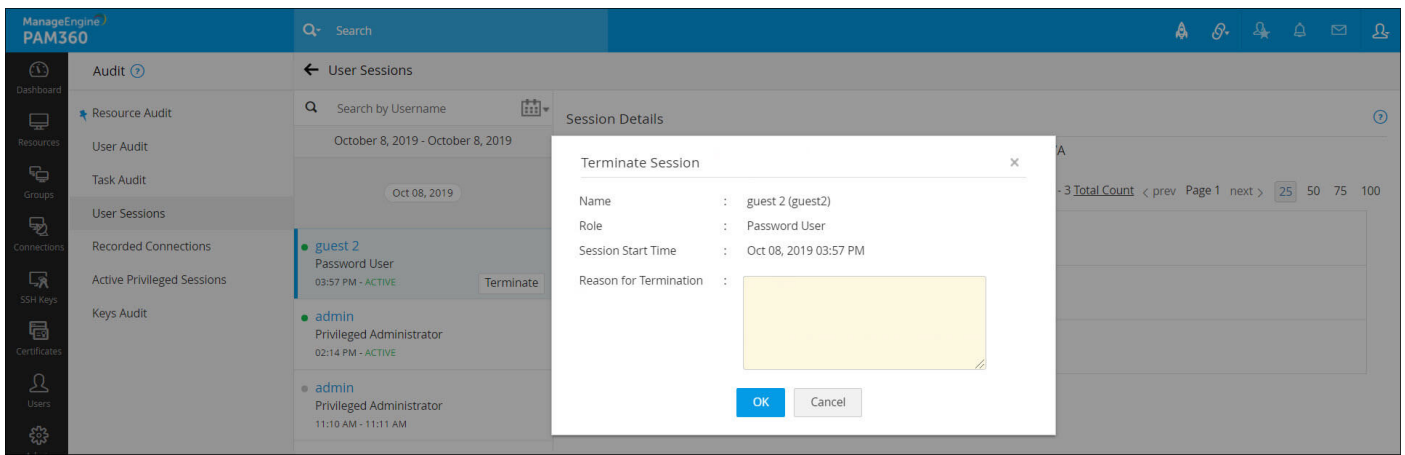 ManageEngine
PAM360
Search
Dashboard
Resources
Groups
Connections
SSH Keys
Certificates
Users
Audit ?
Resource Audit
User Audit
Task Audit
User Sessions
Recorded Connections
Active Privileged Sessions
Keys Audit
← User Sessions
Search by Username
October 8, 2019 - October 8, 2019
Oct 08, 2019
guest 2
Password User
03:57 PM - ACTIVE
Terminate
admin
Privileged Administrator
02:14 PM - ACTIVE
admin
Privileged Administrator
11:10 AM - 11:11 AM
Session Details ?
- 3 Total Count < prev Page 1 next > 25 50 75 100
Terminate Session ×
Name : guest 2 (guest2)
Role : Password User
Session Start Time : Oct 08, 2019 03:57 PM
Reason for Termination :
OK Cancel